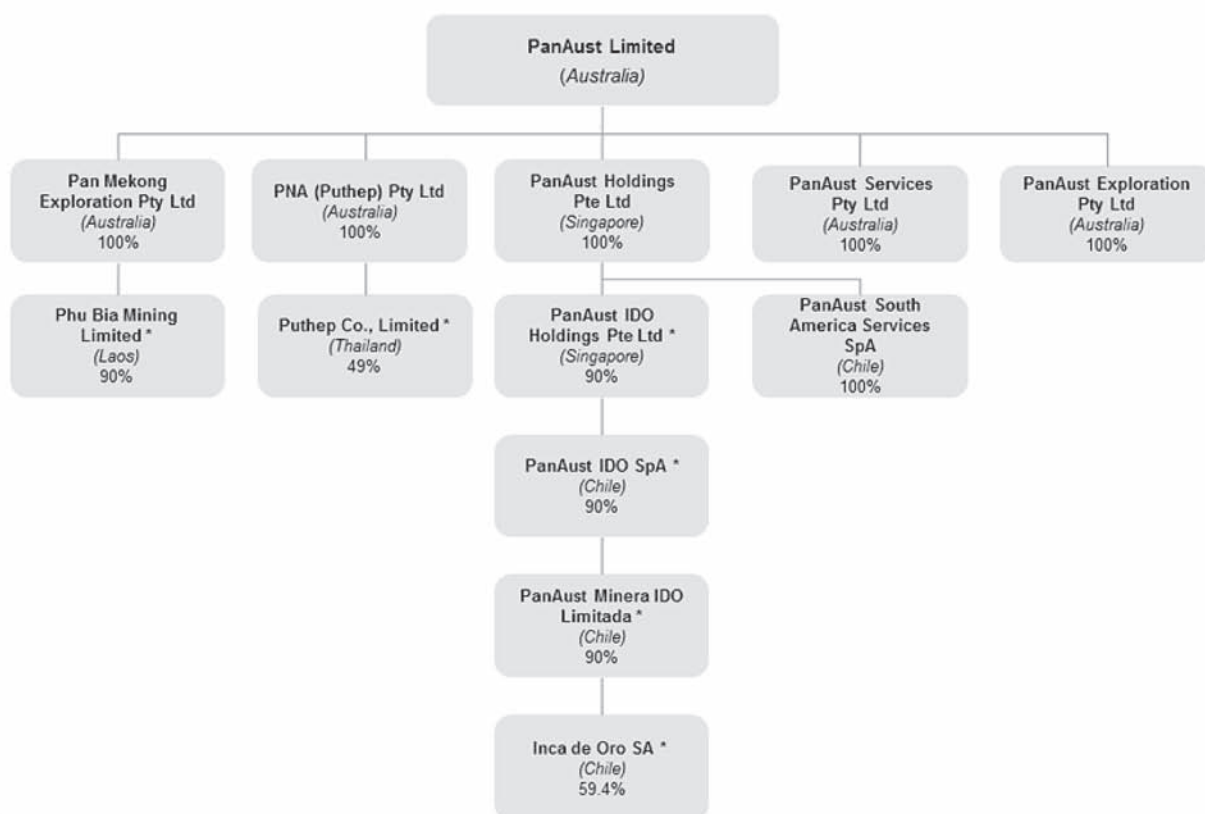 PanAust Limited
(Australia)
Pan Mekong
Exploration Pty Ltd
(Australia)
100%
PNA (Puthep) Pty Ltd
(Australia)
100%
PanAust Holdings
Pte Ltd
(Singapore)
100%
PanAust Services
Pty Ltd
(Australia)
100%
PanAust Exploration
Pty Ltd
(Australia)
100%
Phu Bia Mining
Limited *
(Laos)
90%
Puthep Co., Limited *
(Thailand)
49%
PanAust IDO
Holdings Pte Ltd *
(Singapore)
90%
PanAust South
America Services
SpA
(Chile)
100%
PanAust IDO SpA *
(Chile)
90%
PanAust Minera IDO
Limitada *
(Chile)
90%
Inca de Oro SA *
(Chile)
59.4%